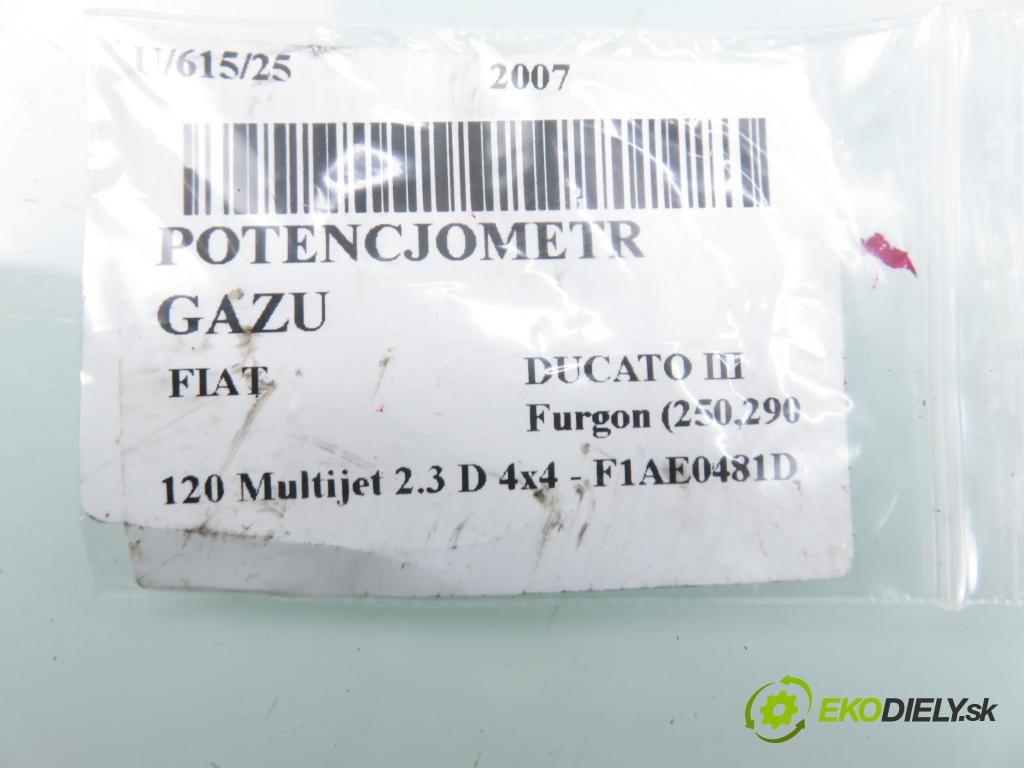 U/615/25 2007
POTENCJOMETR
GAZU
FIAT DUCATO III
Furgon (250,290
120 Multijet 2.3 D 4x4 - F1AE0481D
EKODIELY.sk